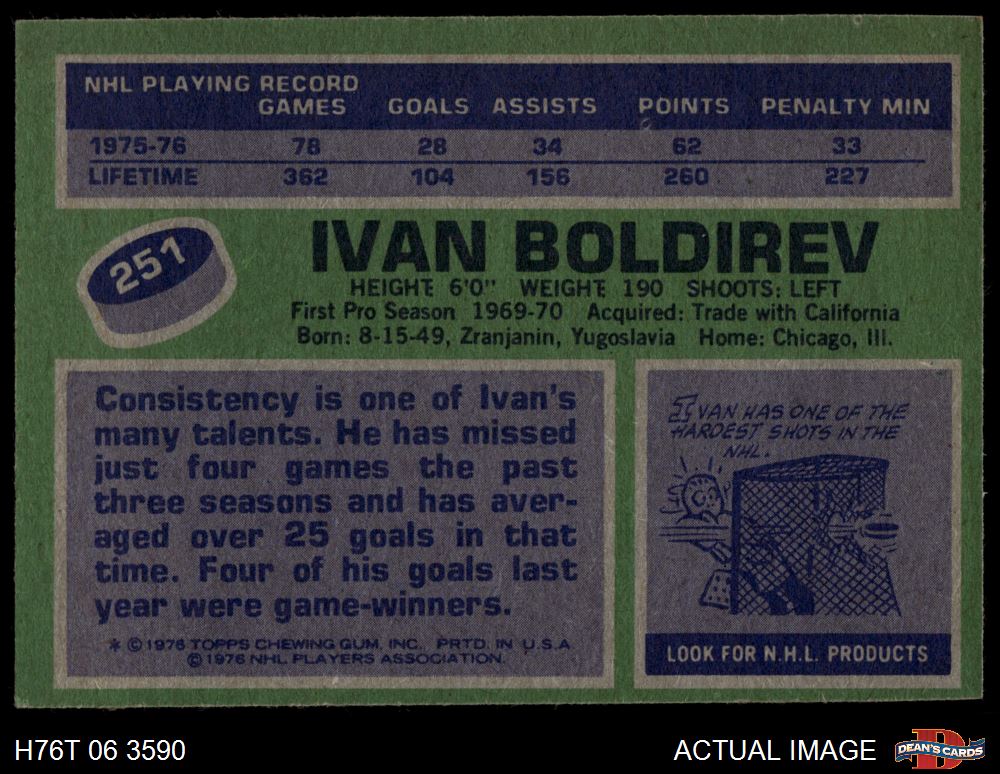 NHL PLAYING RECORD
GAMES GOALS ASSISTS POINTS PENALTY MIN
1975-76 78 28 34 62 33
LIFETIME 362 104 156 260 227
251
IVAN BOLDIREV
HEIGHT 6'0" WEIGHT 190 SHOOTS: LEFT
First Pro Season 1969-70 Acquired: Trade with California
Born: 8-15-49, Zranjanin, Yugoslavia Home: Chicago, Ill.
Consistency is one of Ivan's
many talents. He has missed
just four games the past
three seasons and has aver-
aged over 25 goals in that
time. Four of his goals last
year were game-winners.
* © 1976 TOPPS CHEWING GUM, INC. PRTD. IN U.S.A
© 1976 NHL PLAYERS ASSOCIATION.
IVAN HAS ONE OF THE
HARDEST SHOTS IN THE
NHL.
LOOK FOR N.H.L. PRODUCTS
H76T 06 3590
ACTUAL IMAGE
D
DEAN'S CARDS